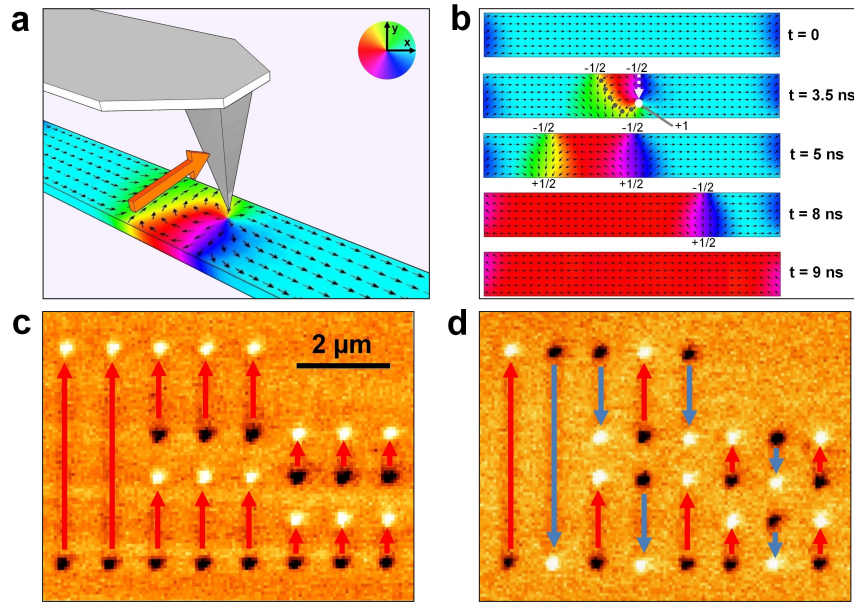 a
y
x
b
t = 0
-1/2 -1/2
+1
t = 3.5 ns
-1/2 -1/2
t = 5 ns
+1/2 +1/2
-1/2
t = 8 ns
+1/2
t = 9 ns
c
2 µm
d